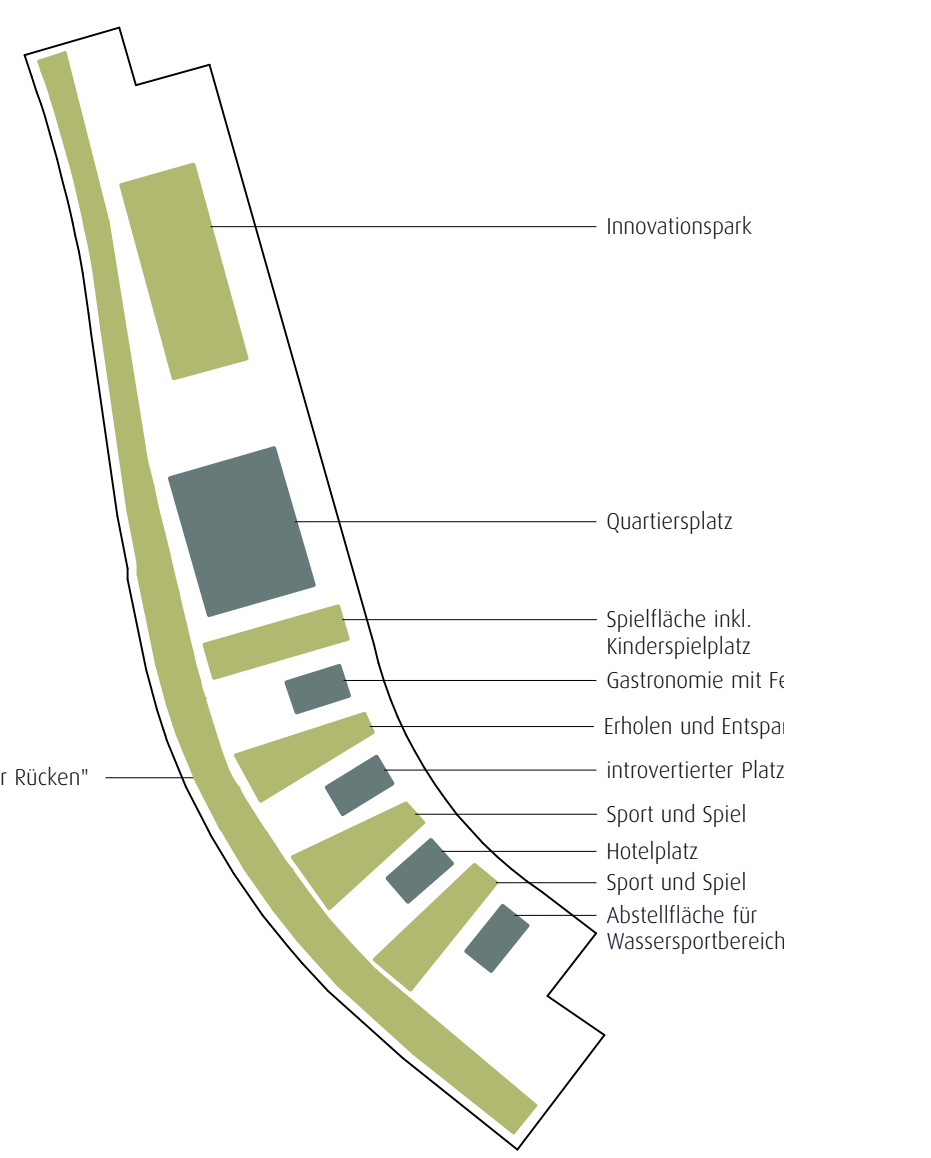 Innovationspark
Quartiersplatz
Spielfläche inkl.
Kinderspielplatz
Gastronomie mit
Erholen und
introvertierter Platz
r Rücken"
Sport und Spiel
Hotelplatz
Sport und Spiel
Abstellfläche für
Wassersportbereich